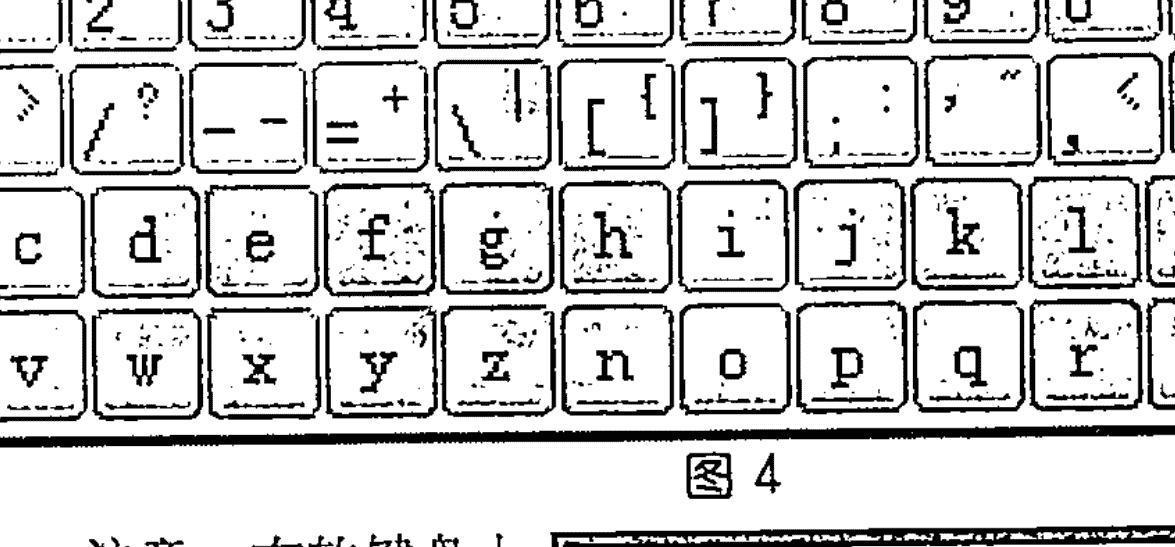 2 3 4 5 6 7 8 9 0
> / ? _ - = + \ | [ { ] } ; : ' ~ , <
c d e f g h i j k l
v w x y z n o p q r
图 4